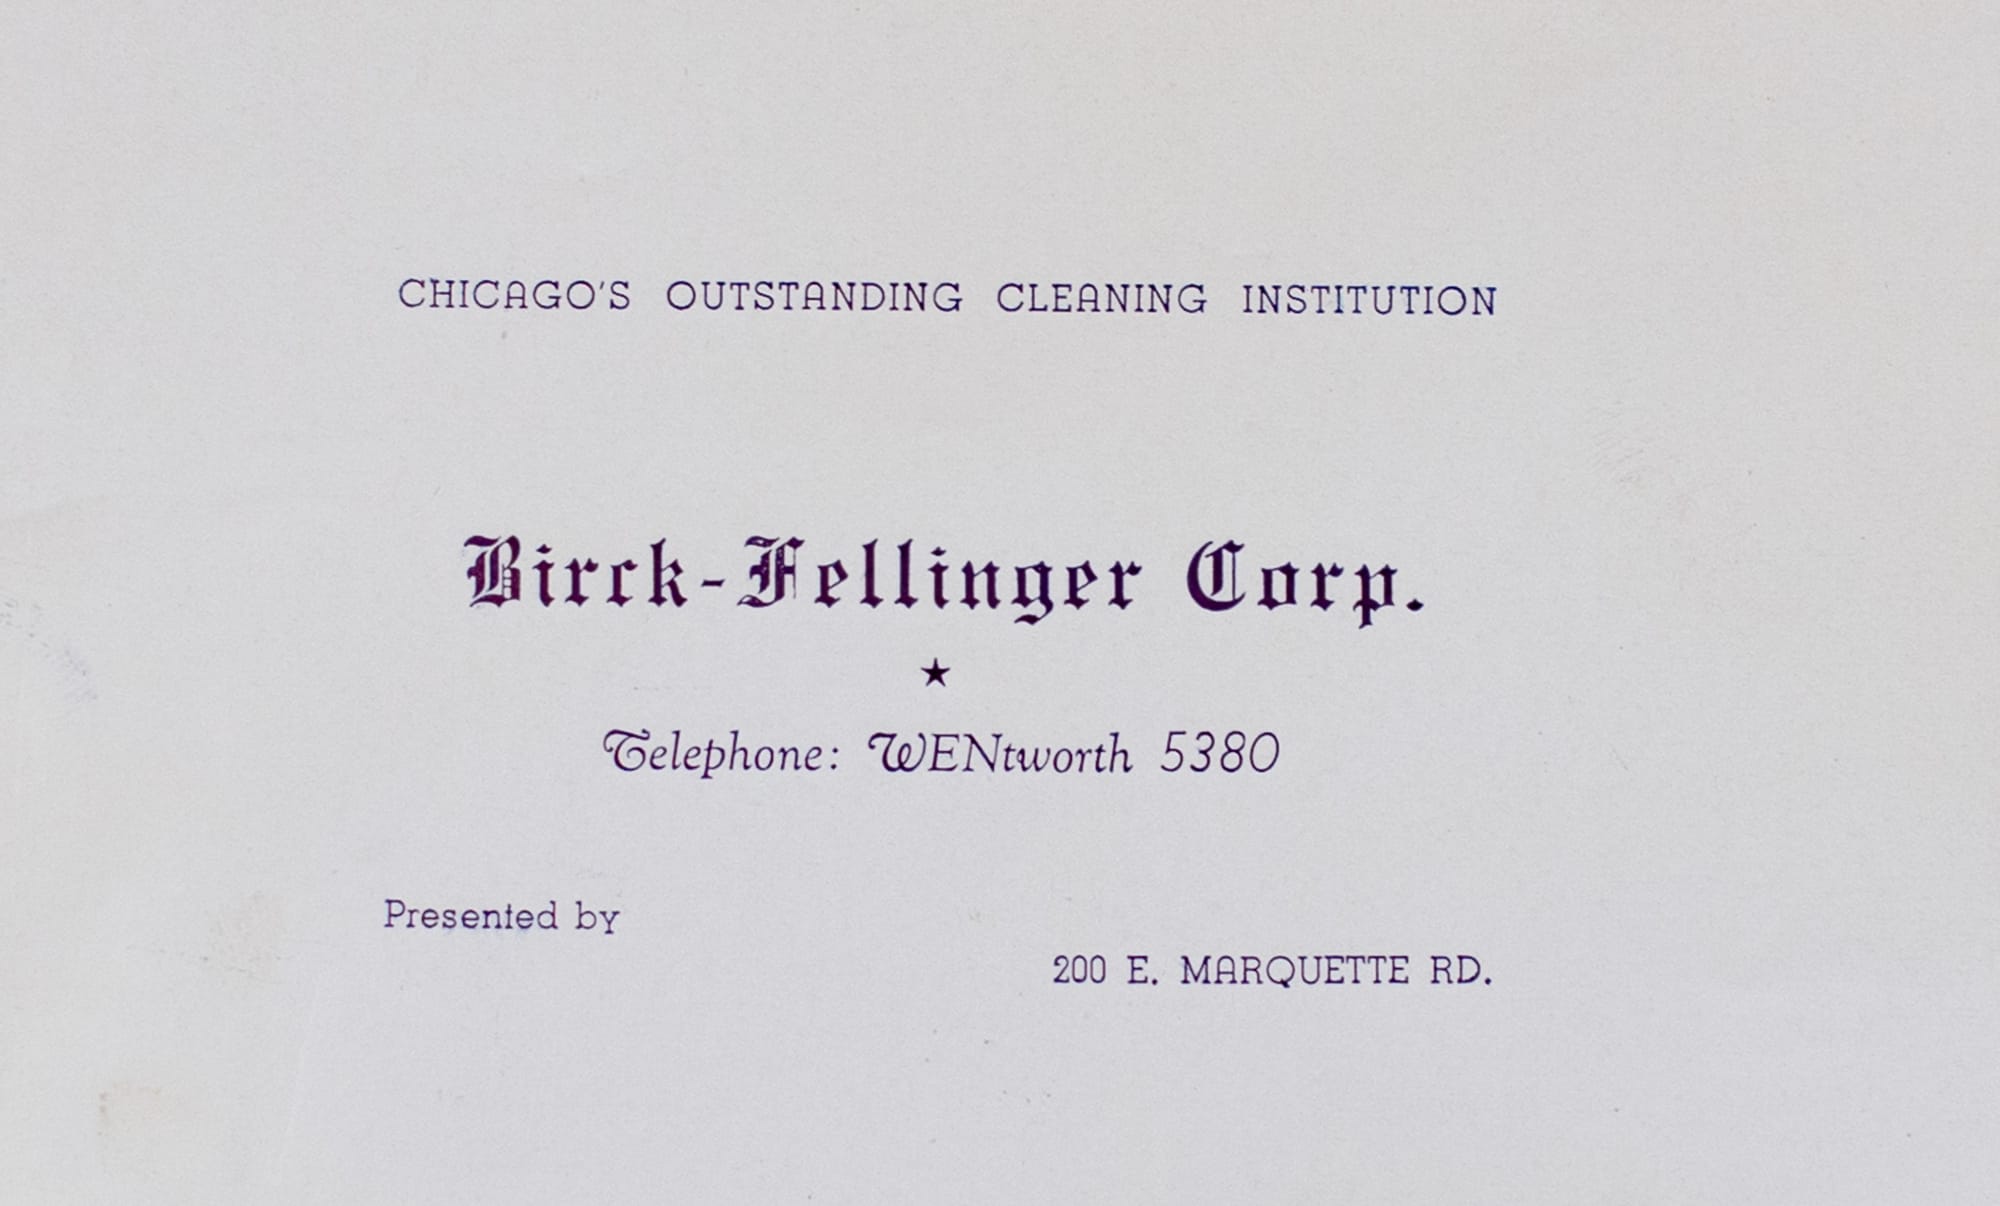 CHICAGO'S OUTSTANDING CLEANING INSTITUTION
Birck-Fellinger Corp.
★
Telephone: WENtworth 5380
Presented by
200 E. MARQUETTE RD.